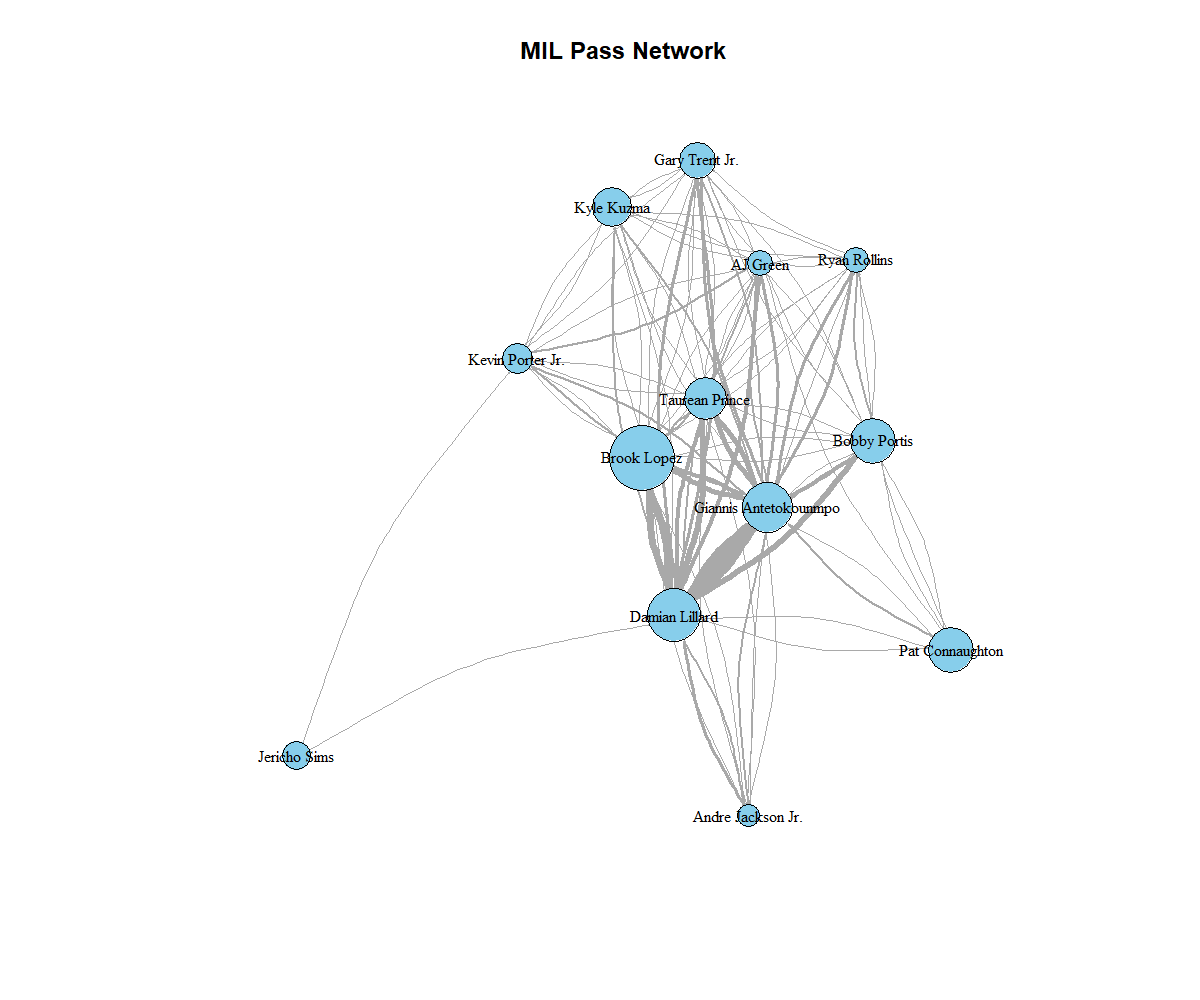 MIL Pass Network
Gary Trent Jr.
Kyle Kuzma
AJ Green
Ryan Rollins
Kevin Porter Jr.
Taurean Prince
Bobby Portis
Brook Lopez
Giannis Antetokounmpo
Damian Lillard
Pat Connaughton
Jericho Sims
Andre Jackson Jr.